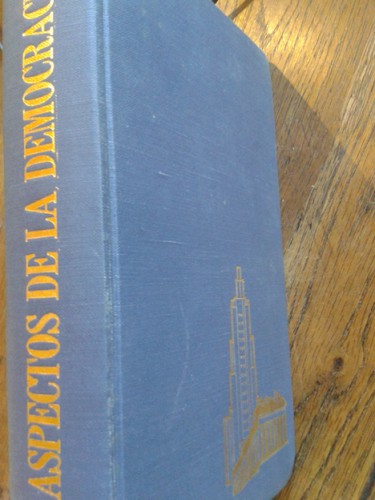 ASPECTOS DE LA DEMOCRAC